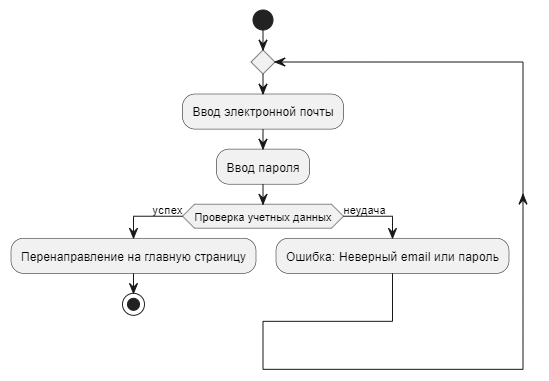 Ввод электронной почты
Ввод пароля
успех
Проверка учетных данных
неудача
Перенаправление на главную страницу
Ошибка: Неверный email или пароль